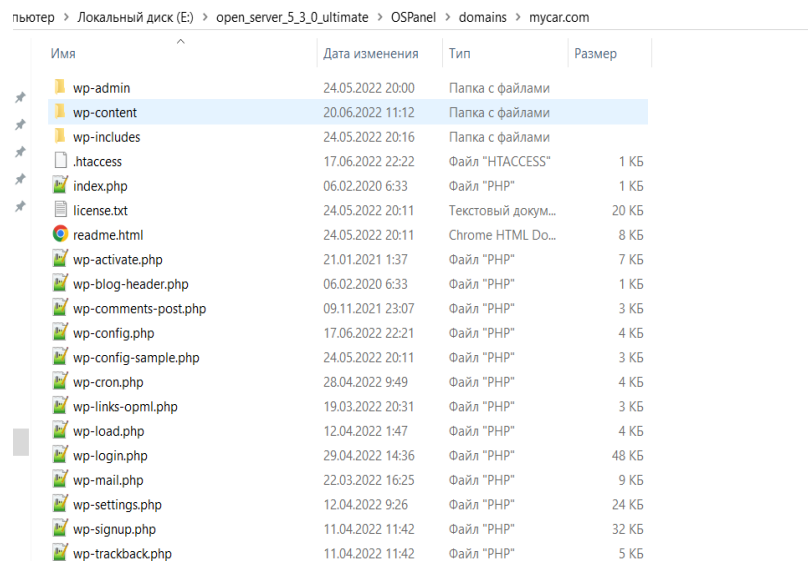 пьютер > Локальный диск (E:) > open_server_5_3_0_ultimate > OSPanel > domains > mycar.com
Имя Дата изменения Тип Размер
wp-admin 24.05.2022 20:00 Папка с файлами
wp-content 20.06.2022 11:12 Папка с файлами
wp-includes 24.05.2022 20:16 Папка с файлами
.htaccess 17.06.2022 22:22 Файл "HTACCESS" 1 КБ
index.php 06.02.2020 6:33 Файл "PHP" 1 КБ
license.txt 24.05.2022 20:11 Текстовый докум... 20 КБ
readme.html 24.05.2022 20:11 Chrome HTML Do... 8 КБ
wp-activate.php 21.01.2021 1:37 Файл "PHP" 7 КБ
wp-blog-header.php 06.02.2020 6:33 Файл "PHP" 1 КБ
wp-comments-post.php 09.11.2021 23:07 Файл "PHP" 3 КБ
wp-config.php 17.06.2022 22:21 Файл "PHP" 4 КБ
wp-config-sample.php 24.05.2022 20:11 Файл "PHP" 3 КБ
wp-cron.php 28.04.2022 9:49 Файл "PHP" 4 КБ
wp-links-opml.php 19.03.2022 20:31 Файл "PHP" 3 КБ
wp-load.php 12.04.2022 1:47 Файл "PHP" 4 КБ
wp-login.php 29.04.2022 14:36 Файл "PHP" 48 КБ
wp-mail.php 22.03.2022 16:25 Файл "PHP" 9 КБ
wp-settings.php 12.04.2022 9:26 Файл "PHP" 24 КБ
wp-signup.php 11.04.2022 11:42 Файл "PHP" 32 КБ
wp-trackback.php 11.04.2022 11:42 Файл "PHP" 5 КБ